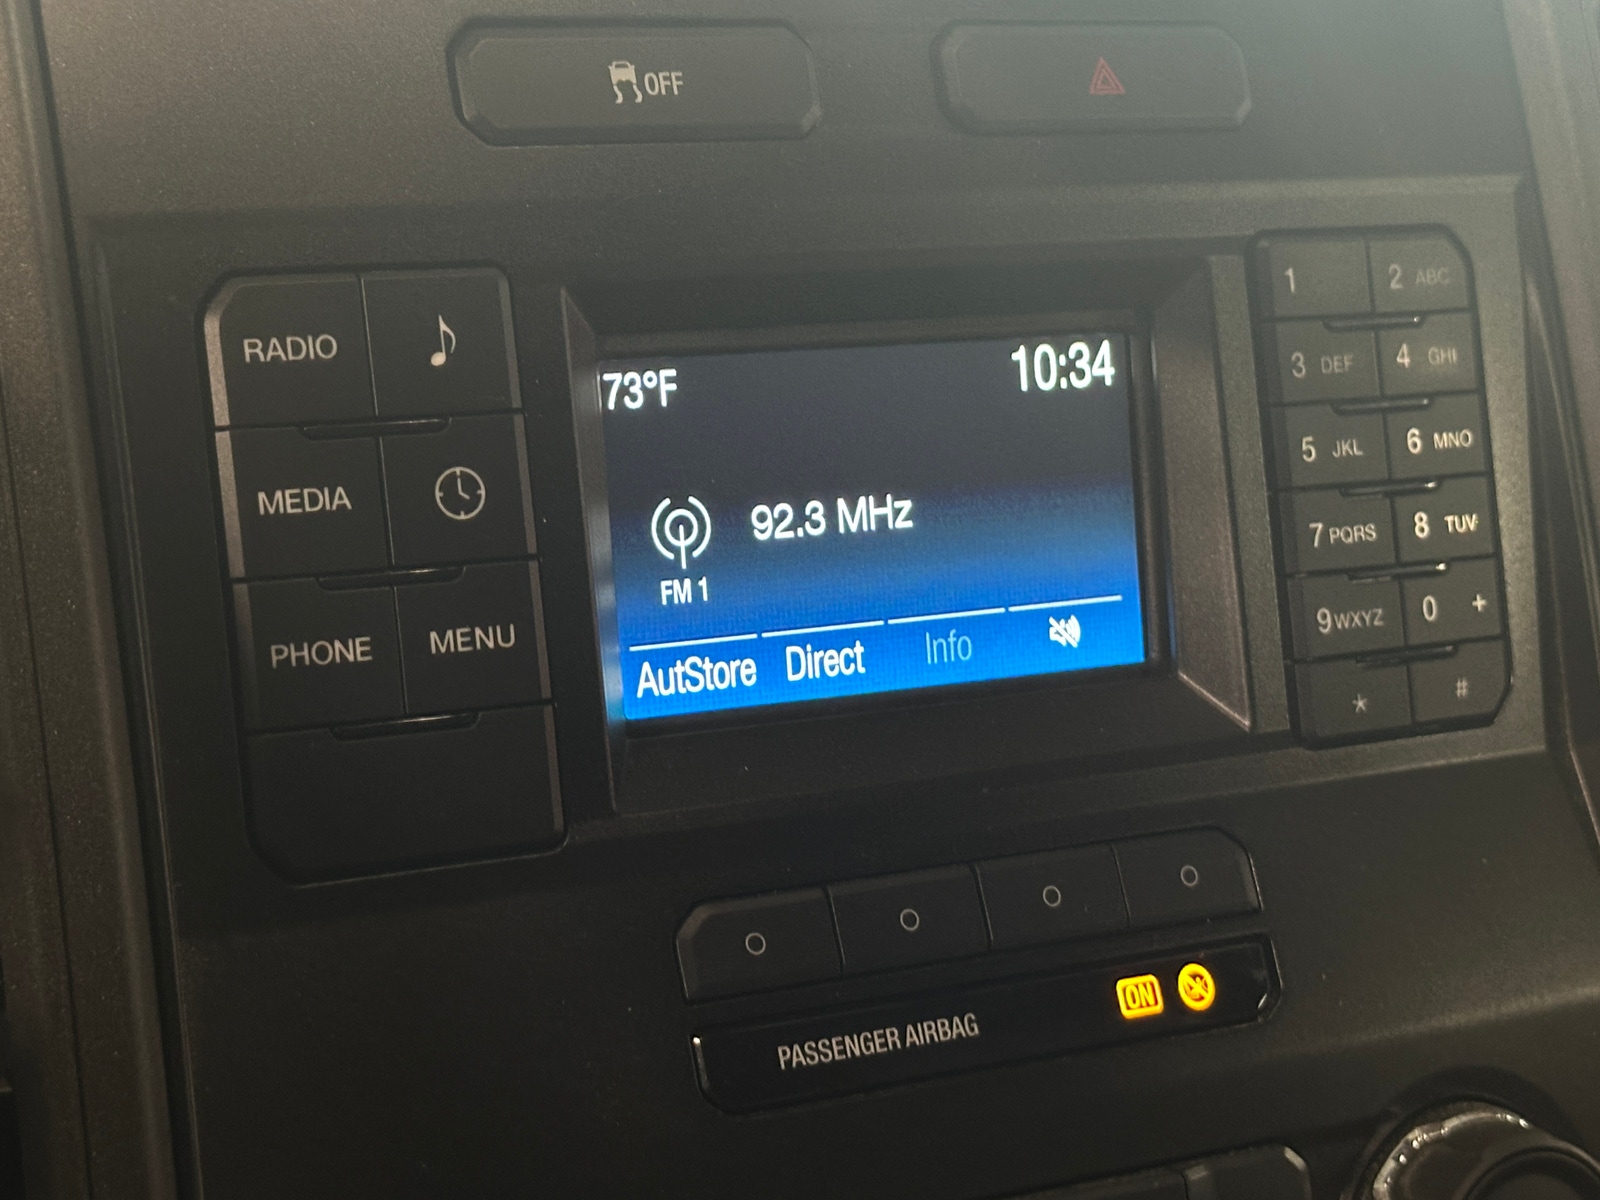 OFF
RADIO
MEDIA
PHONE
MENU
73°F
10:34
92.3 MHz
FM 1
AutStore
Direct
Info
1
2 ABC
3 DEF
4 GHI
5 JKL
6 MNO
7 PQRS
8 TUV
9 WXYZ
0 +
*
#
PASSENGER AIRBAG
ON